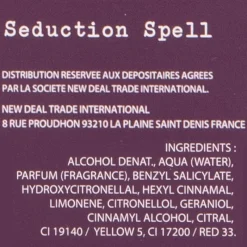 Seduction Spell
DISTRIBUTION RESERVEE AUX DEPOSITAIRES AGREES
PAR LA SOCIETE NEW DEAL TRADE INTERNATIONAL.
NEW DEAL TRADE INTERNATIONAL
8 RUE PROUDHON 93210 LA PLAINE SAINT DENIS FRANCE
INGREDIENTS :
ALCOHOL DENAT., AQUA (WATER),
PARFUM (FRAGRANCE), BENZYL SALICYLATE,
HYDROXYCITRONELLAL, HEXYL CINNAMAL,
LIMONENE, CITRONELLOL, GERANIOL,
CINNAMYL ALCOHOL, CITRAL,
CI 19140 / YELLOW 5, CI 17200 / RED 33.